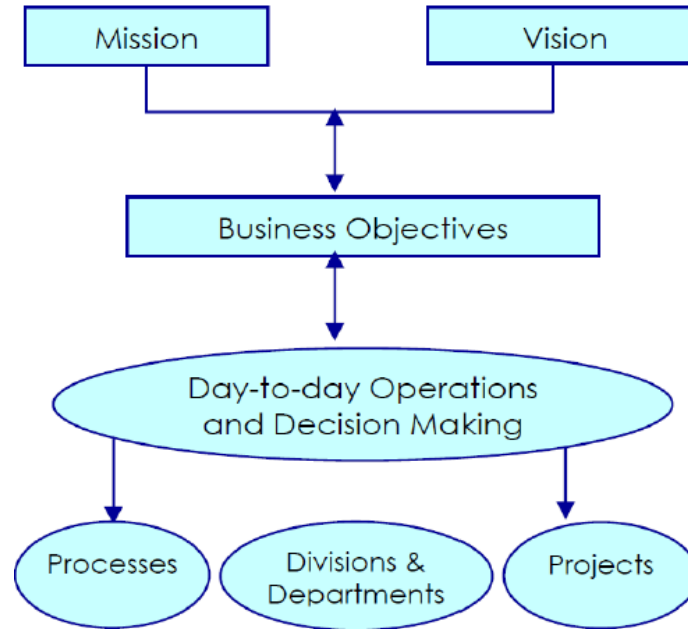 Mission
Vision
Business Objectives
Day-to-day Operations
and Decision Making
Processes
Divisions &
Departments
Projects